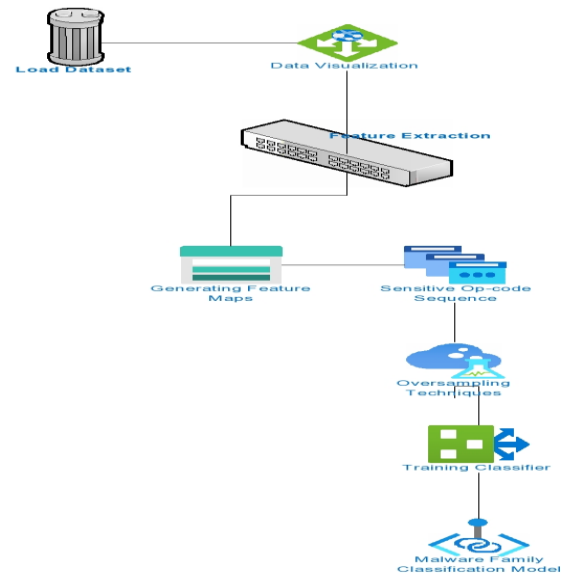 Load Dataset
Data Visualization
Feature Extraction
Generating Feature
Maps
Sensitive Op-code
Sequence
Oversampling
Techniques
Training Classifier
Malware Family
Classification Model